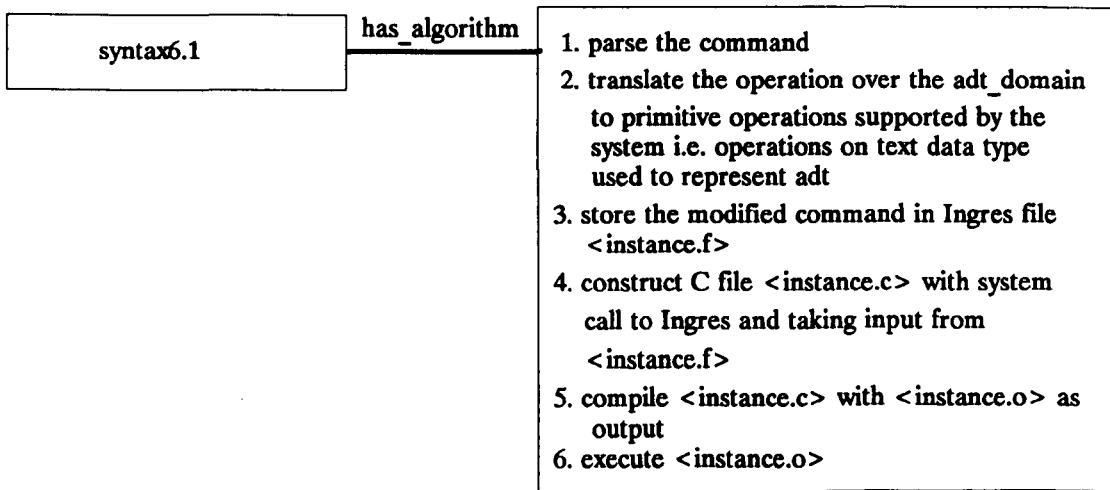 syntax6.1
has_algorithm
1. parse the command
2. translate the operation over the adt_domain
to primitive operations supported by the
system i.e. operations on text data type
used to represent adt
3. store the modified command in Ingres file
<instance.f>
4. construct C file <instance.c> with system
call to Ingres and taking input from
<instance.f>
5. compile <instance.c> with <instance.o> as
output
6. execute <instance.o>